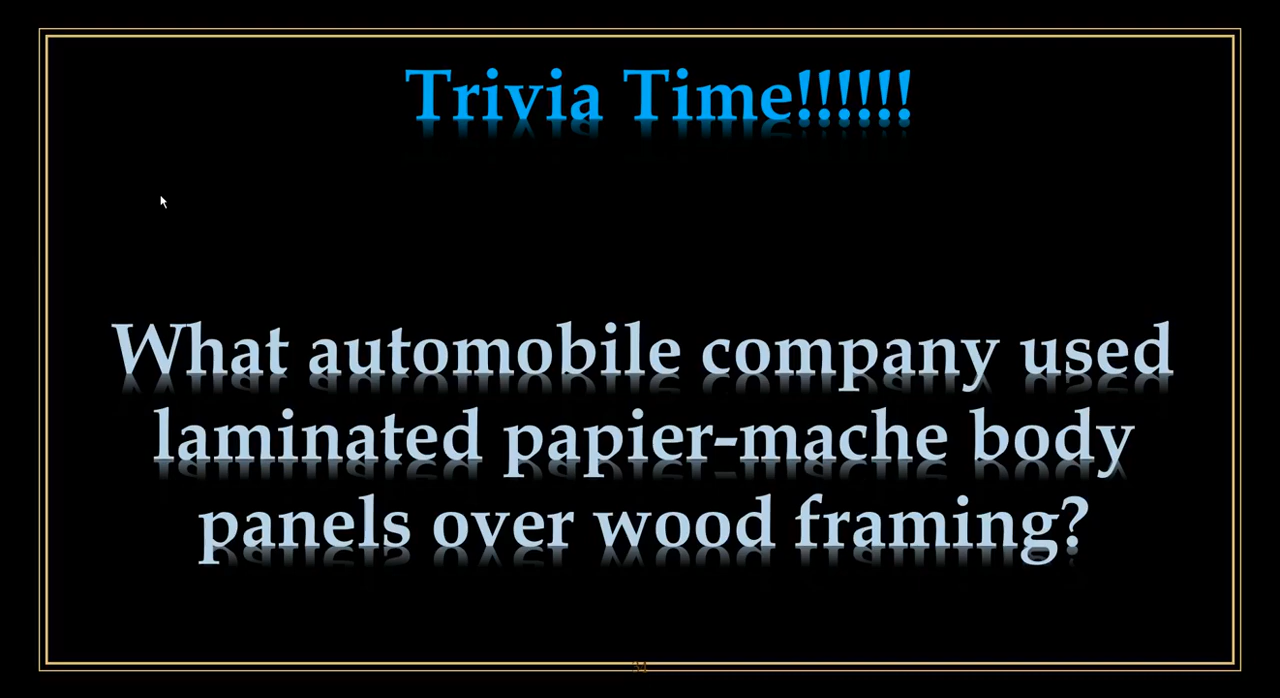 Trivia Time!!!!!!
What automobile company used
laminated papier-mache body
panels over wood framing?